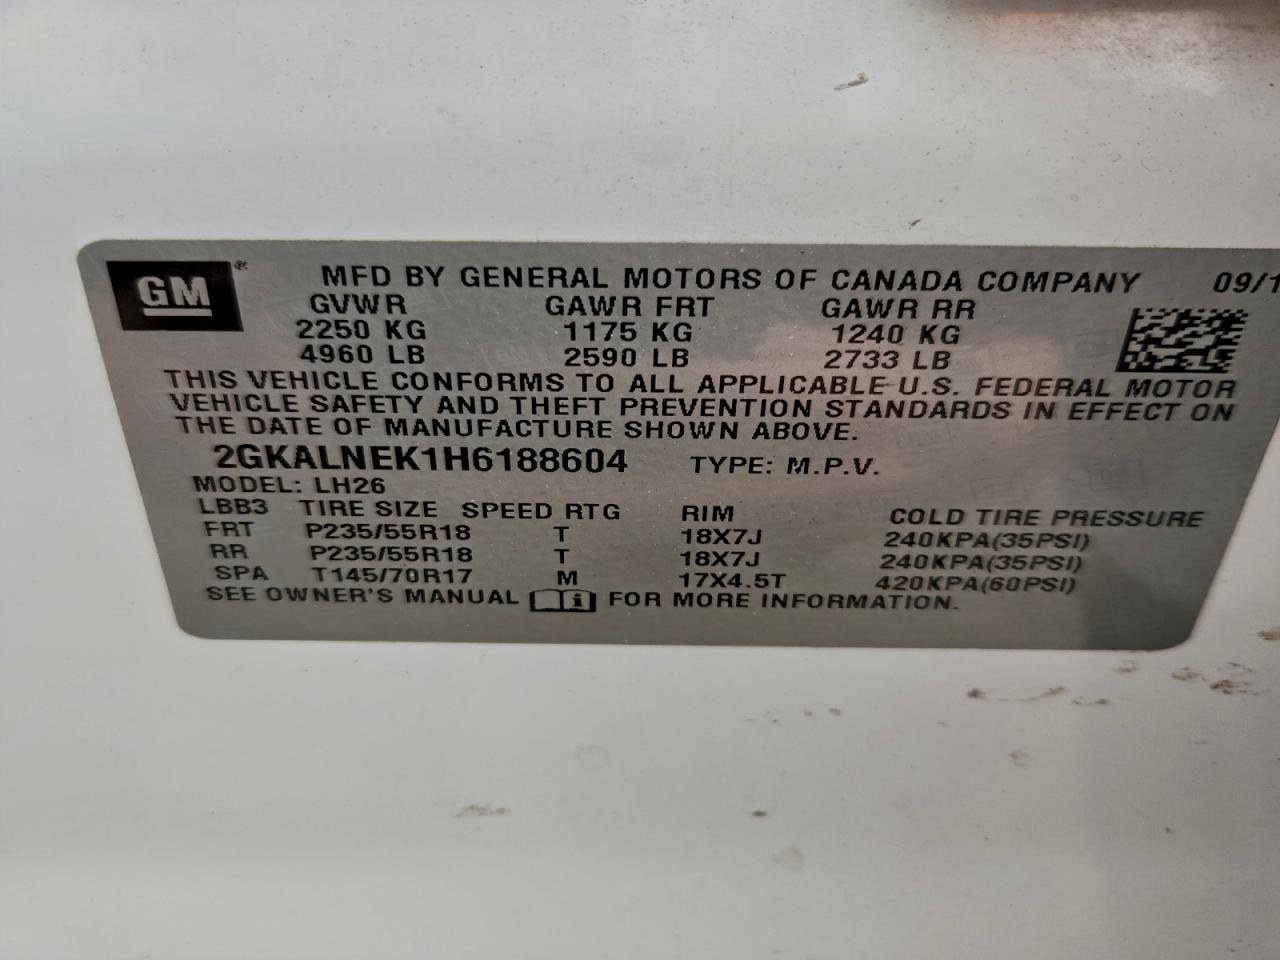 GM ® MFD BY GENERAL MOTORS OF CANADA COMPANY 09/1
GVWR GAWR FRT GAWR RR
2250 KG 1175 KG 1240 KG
4960 LB 2590 LB 2733 LB
THIS VEHICLE CONFORMS TO ALL APPLICABLE U.S. FEDERAL MOTOR
VEHICLE SAFETY AND THEFT PREVENTION STANDARDS IN EFFECT ON
THE DATE OF MANUFACTURE SHOWN ABOVE.
2GKALNEK1H6188604 TYPE: M.P.V.
MODEL: LH26
LBB3 TIRE SIZE SPEED RTG RIM COLD TIRE PRESSURE
FRT P235/55R18 T 18X7J 240KPA(35PSI)
RR P235/55R18 T 18X7J 240KPA(35PSI)
SPA T145/70R17 M 17X4.5T 420KPA(60PSI)
SEE OWNER'S MANUAL i FOR MORE INFORMATION.